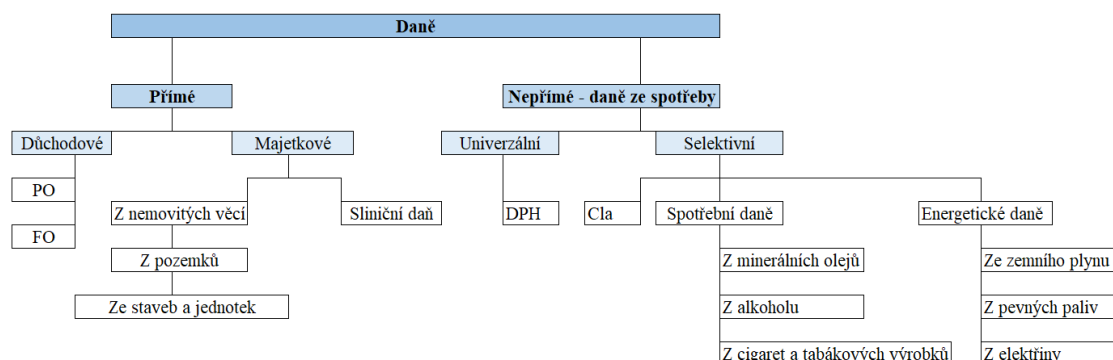 Daně
Přímé
Nepřímé - daně ze spotřeby
Důchodové
Majetkové
Univerzální
Selektivní
PO
FO
Z nemovitých věcí
Sliniční daň
DPH
Cla
Spotřební daně
Energetické daně
Z pozemků
Ze staveb a jednotek
Z minerálních olejů
Z alkoholu
Z cigaret a tabákových výrobků
Ze zemního plynu
Z pevných paliv
Z elektřiny